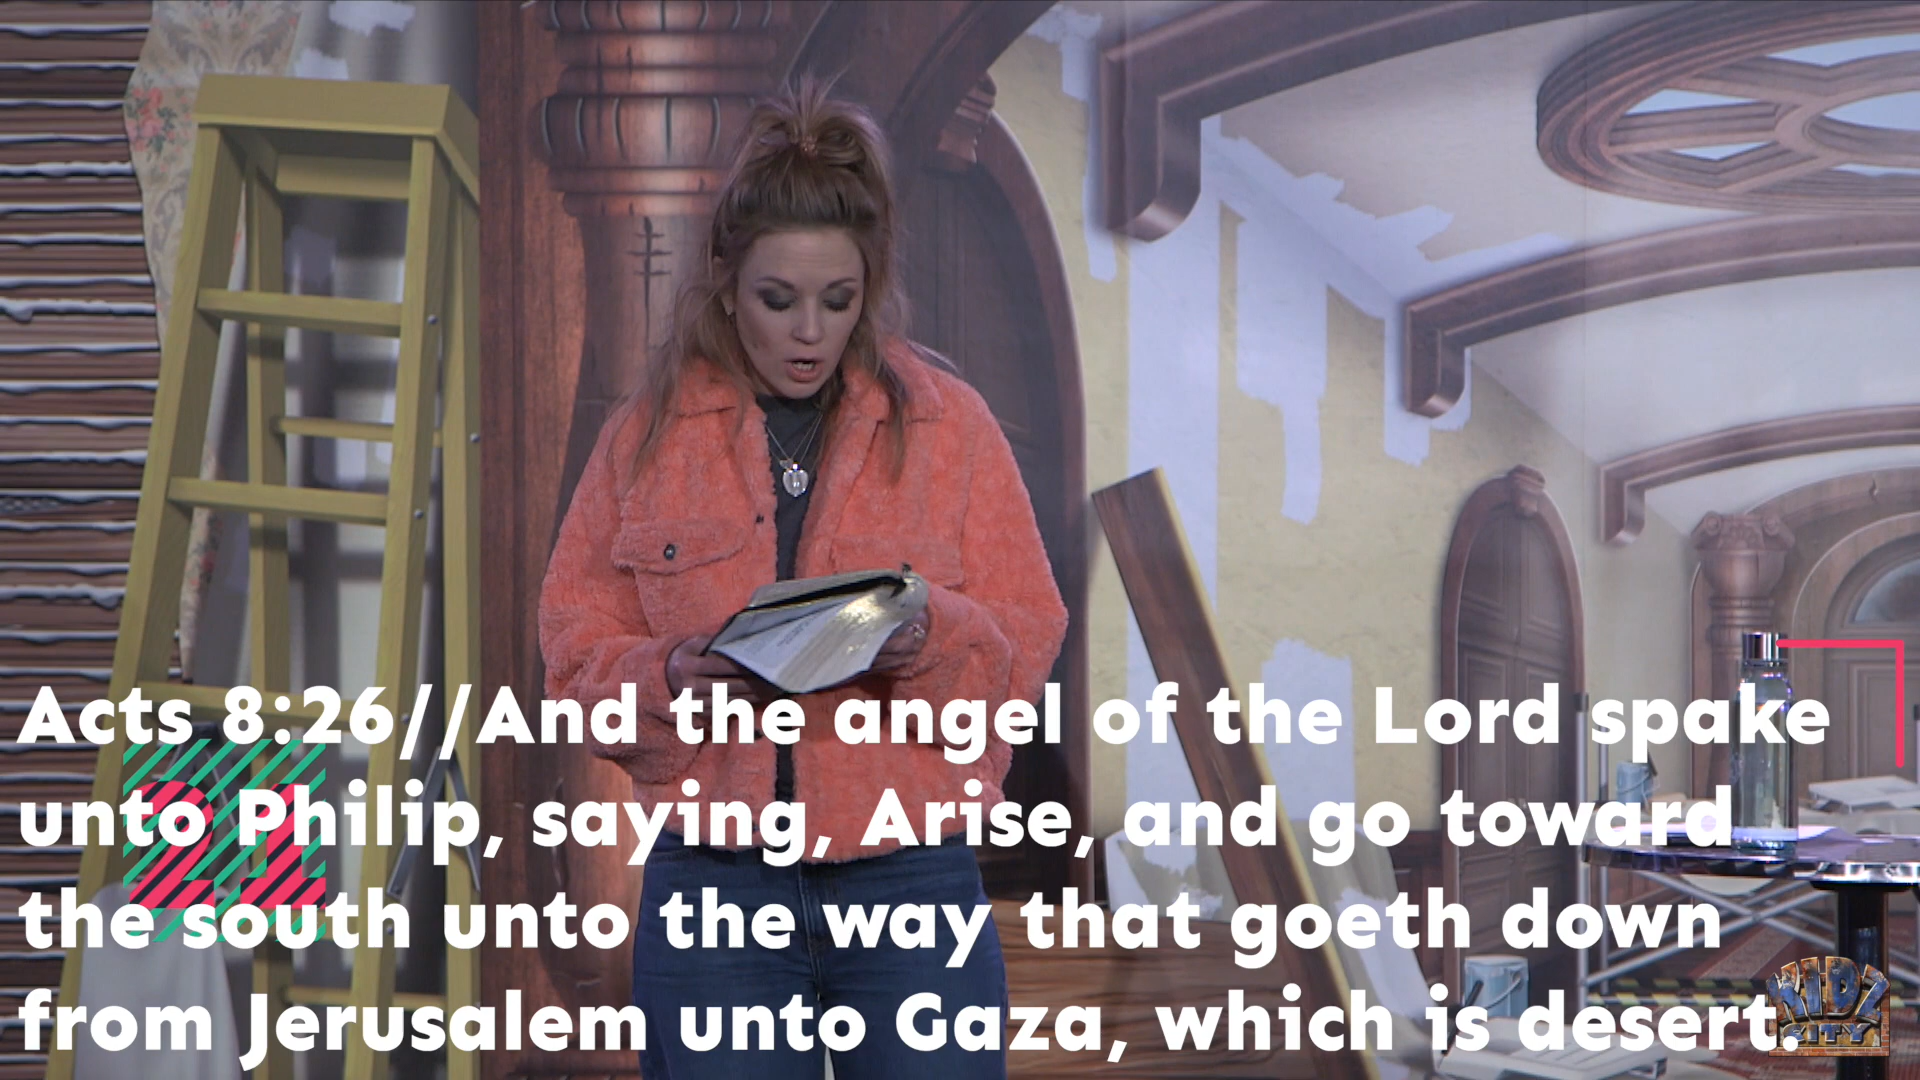 Acts 8:26//And the angel of the Lord spake
unto Philip, saying, Arise, and go toward
the south unto the way that goeth down
from Jerusalem unto Gaza, which is desert.
21
KIDZ
CITY